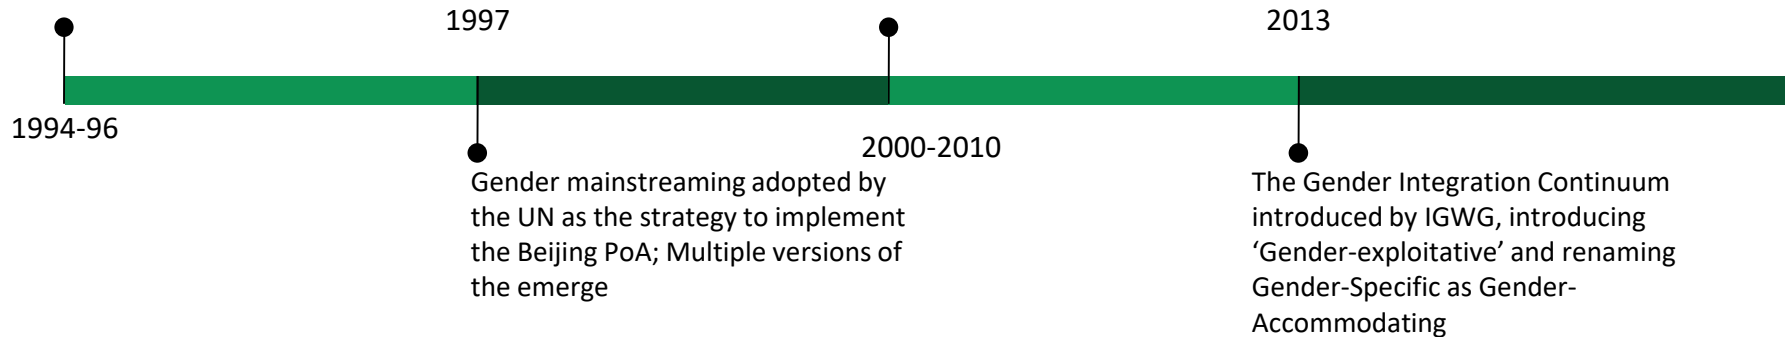 1997
2013
1994-96
2000-2010
Gender mainstreaming adopted by
the UN as the strategy to implement
the Beijing PoA; Multiple versions of
the emerge
The Gender Integration Continuum
introduced by IGWG, introducing
‘Gender-exploitative’ and renaming
Gender-Specific as Gender-
Accommodating